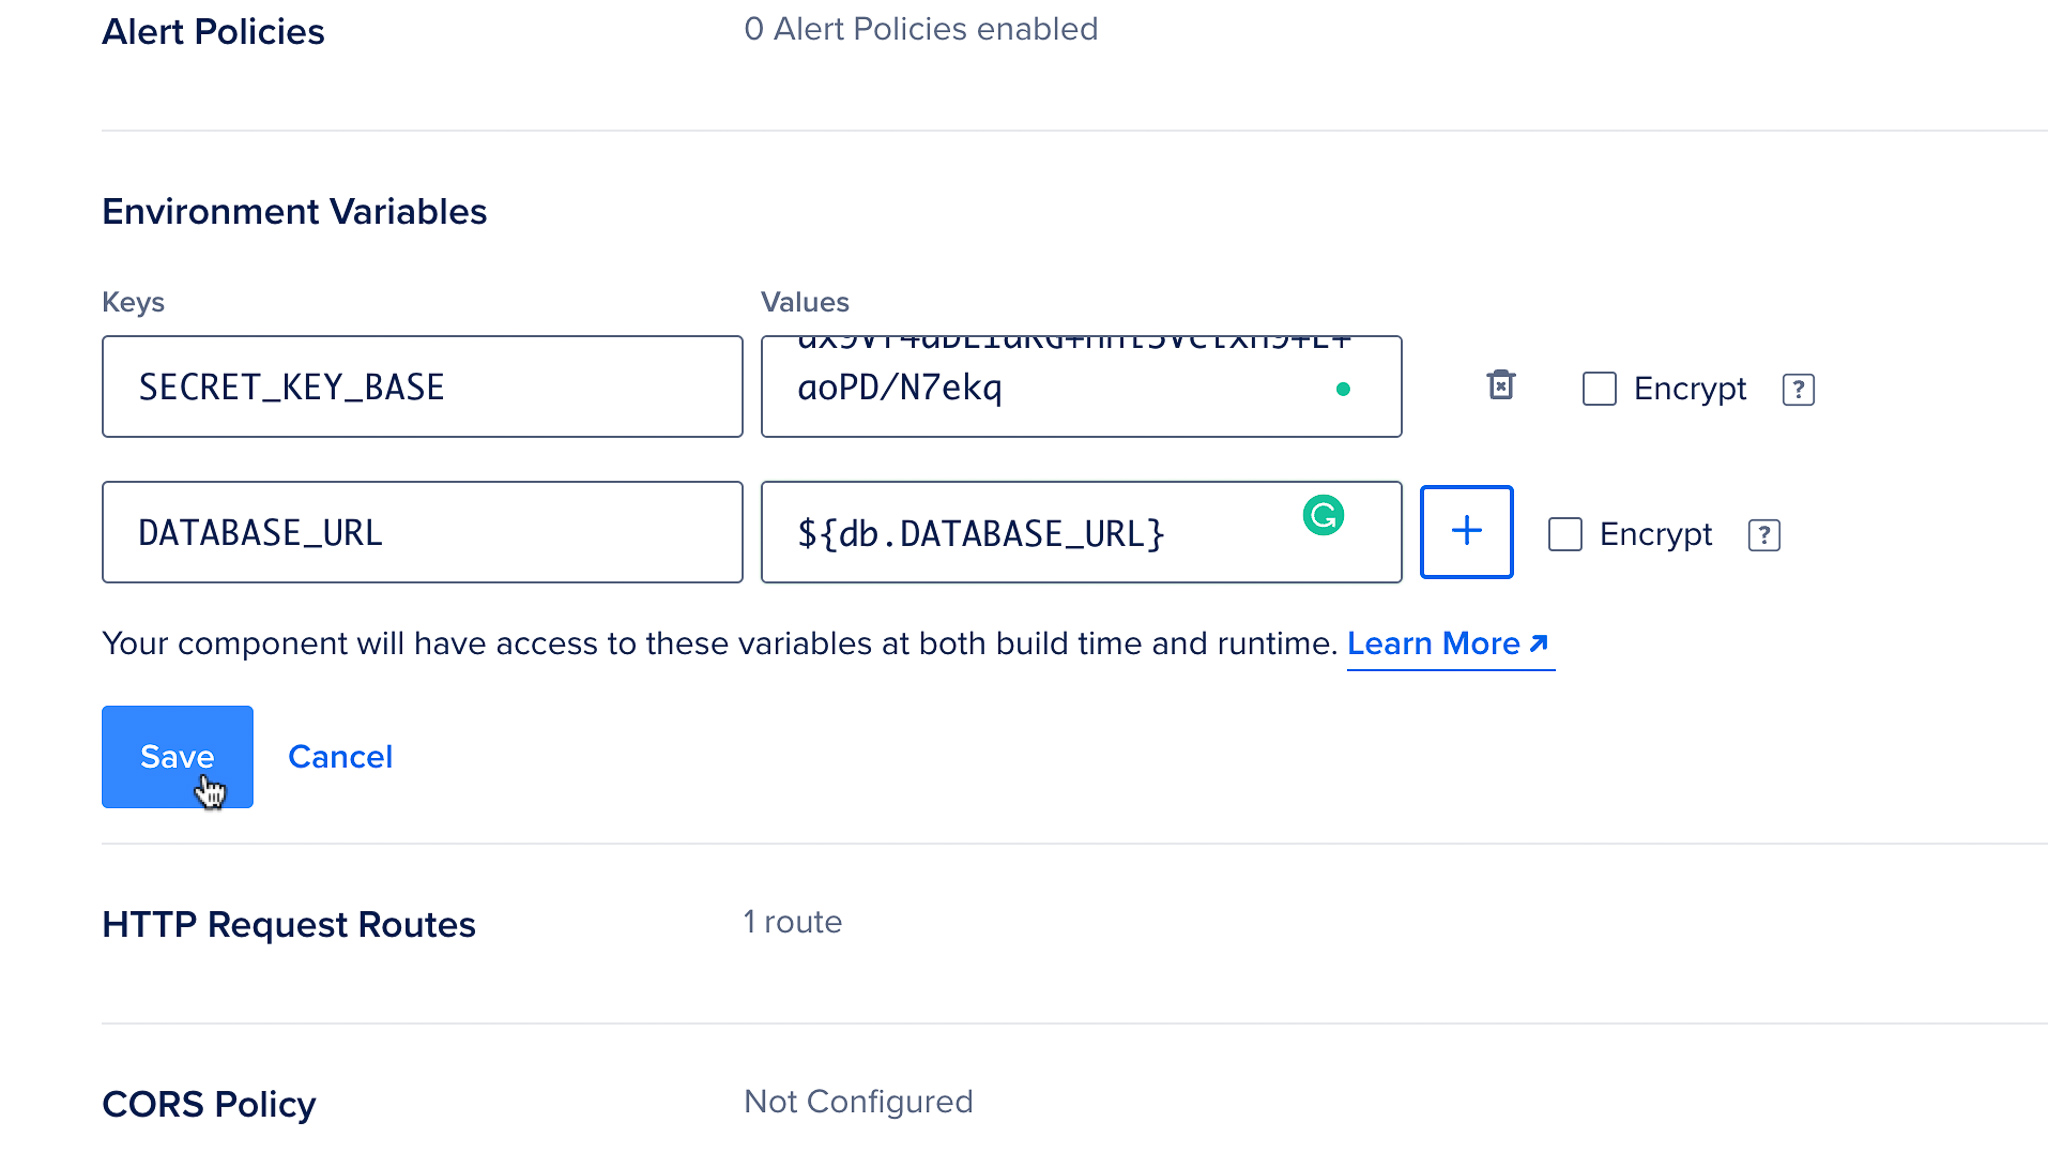 Alert Policies
0 Alert Policies enabled
Environment Variables
Keys
Values
SECRET_KEY_BASE
aoPD/N7ekq
Encrypt ?
DATABASE_URL
${db.DATABASE_URL}
+
Encrypt ?
Your component will have access to these variables at both build time and runtime. Learn More
Save
Cancel
HTTP Request Routes
1 route
CORS Policy
Not Configured